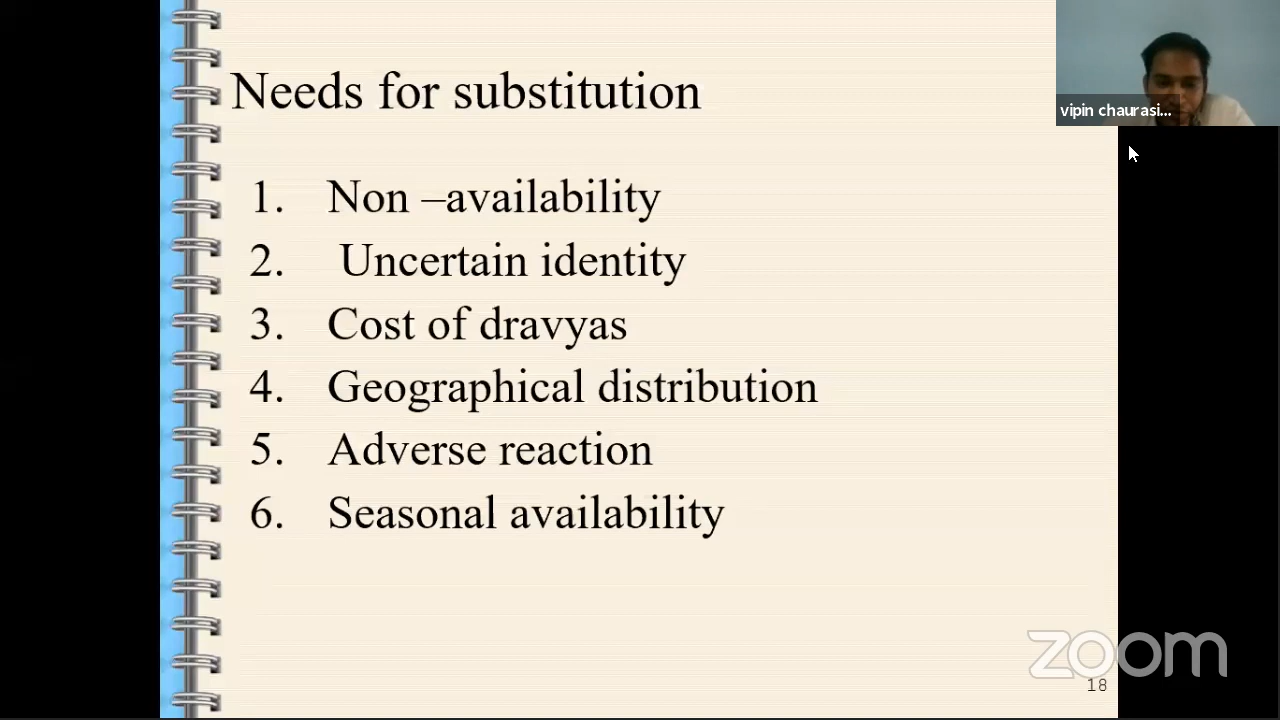 Needs for substitution
vipin chaurasi...
1. Non –availability
2. Uncertain identity
3. Cost of dravyas
4. Geographical distribution
5. Adverse reaction
6. Seasonal availability
zoom
18